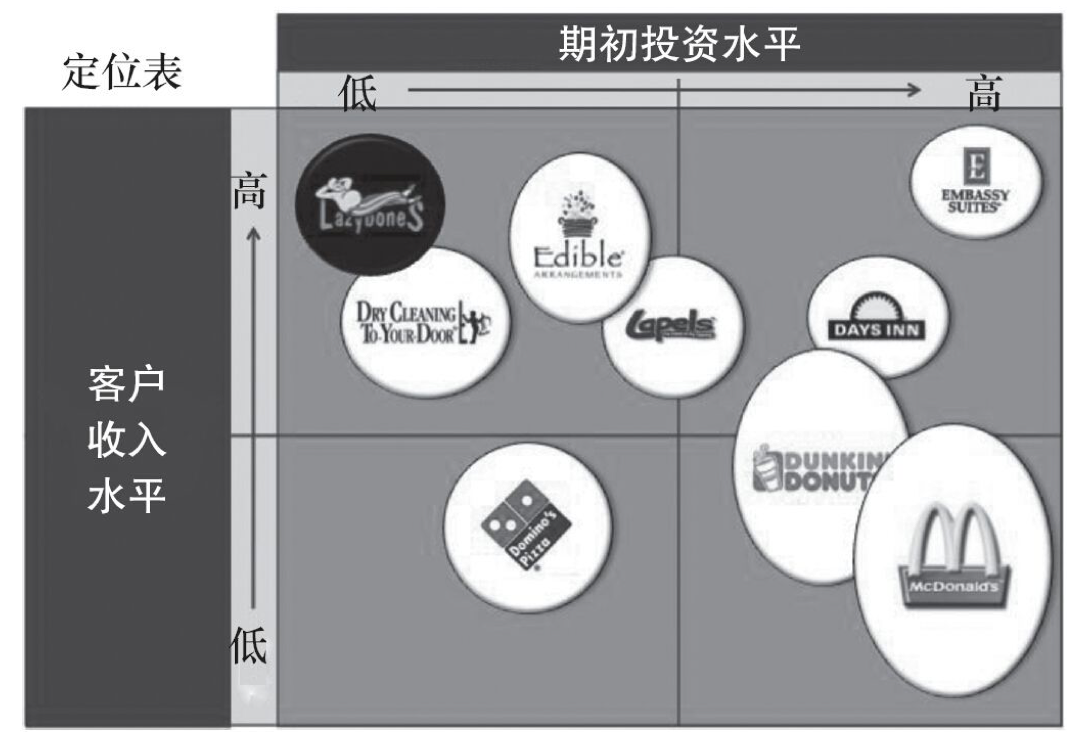 定位表
期初投资水平
低
高
高
低
客户
收入
水平
LazyboneS
Edible
ARRANGEMENTS
E
EMBASSY
SUITES
DRY CLEANING
TO-YOUR-DOOR
Lapels
DAYS INN
DUNKIN'
DONUT
Domino's
Pizza
McDonald's